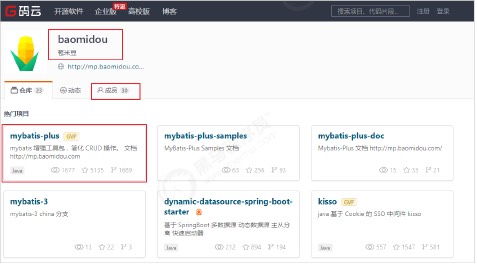 码云 开源软件 企业版 特惠 高校版 博客 搜索项目、代码片段... 注册 登录
baomidou
苞米豆
http://mp.baomidou.co...
仓库 23 动态 成员 30
热门项目
mybatis-plus GVP
mybatis 增强工具包，简化 CRUD 操作。 文档
http://mp.baomidou.com
Java 1677 5135 1889
mybatis-plus-samples
MyBatis-Plus Samples 文档
63 256 93
mybatis-plus-doc
MyBatis-Plus 文档 http://mp.baomidou.com/
15 33 21
mybatis-3
mybatis-3 china 分支
13 22 3
dynamic-datasource-spring-boot-
starter
基于 SpringBoot 多数据源 动态数据源 主从分
离 快速启动器
Java 212 894 194
kisso GVP
java 基于 Cookie 的 SSO 中间件 kisso
Java 557 1547 581